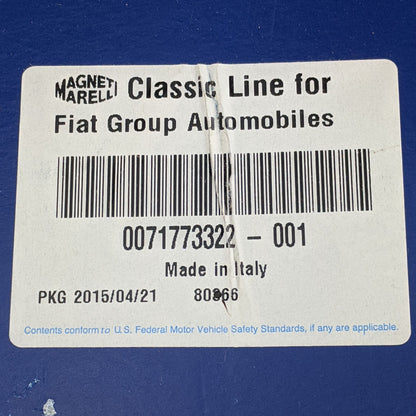 MAGNETI MARELLI Classic Line for
Fiat Group Automobiles
0071773322 - 001
Made in Italy
PKG 2015/04/21 80866
Contents conform to U.S. Federal Motor Vehicle Safety Standards, if any are applicable.